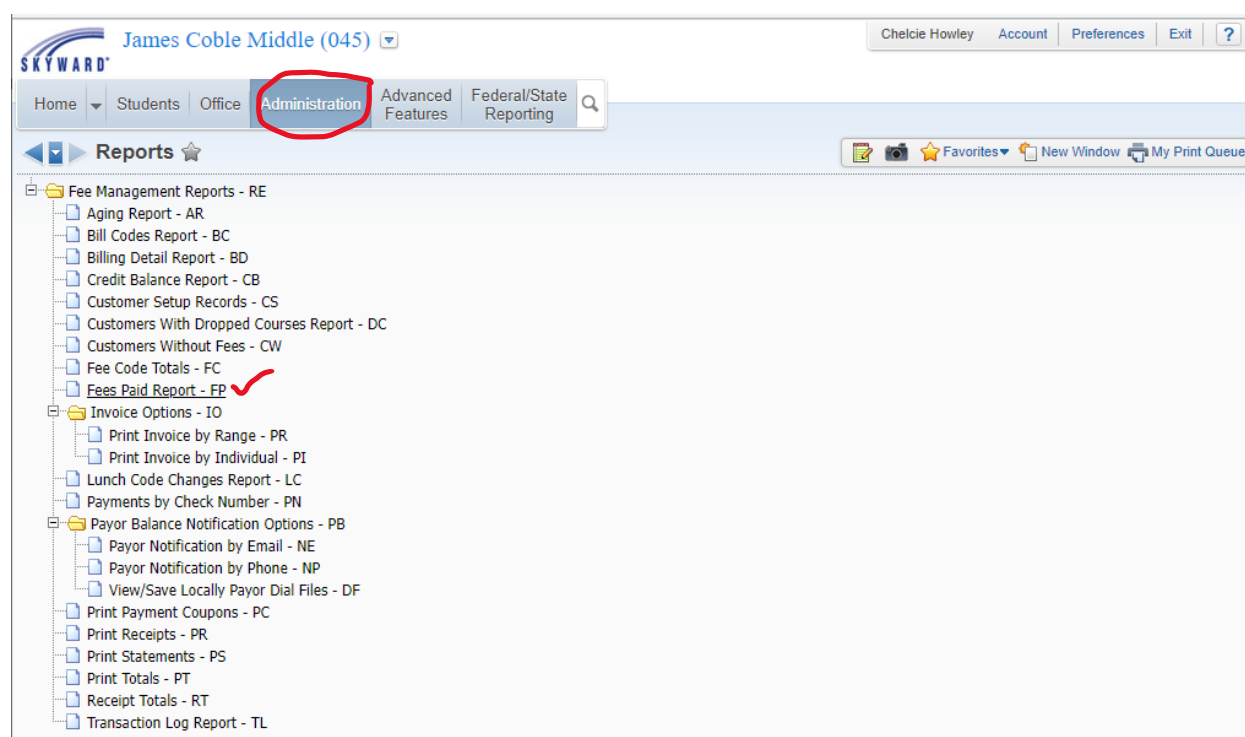 James Coble Middle (045)
Chelcie Howley Account Preferences Exit ?
SKYWARD®
Home Students Office Administration Advanced Features Federal/State Reporting
Reports
Favorites New Window My Print Queue
Fee Management Reports - RE
Aging Report - AR
Bill Codes Report - BC
Billing Detail Report - BD
Credit Balance Report - CB
Customer Setup Records - CS
Customers With Dropped Courses Report - DC
Customers Without Fees - CW
Fee Code Totals - FC
Fees Paid Report - FP
Invoice Options - IO
Print Invoice by Range - PR
Print Invoice by Individual - PI
Lunch Code Changes Report - LC
Payments by Check Number - PN
Payor Balance Notification Options - PB
Payor Notification by Email - NE
Payor Notification by Phone - NP
View/Save Locally Payor Dial Files - DF
Print Payment Coupons - PC
Print Receipts - PR
Print Statements - PS
Print Totals - PT
Receipt Totals - RT
Transaction Log Report - TL